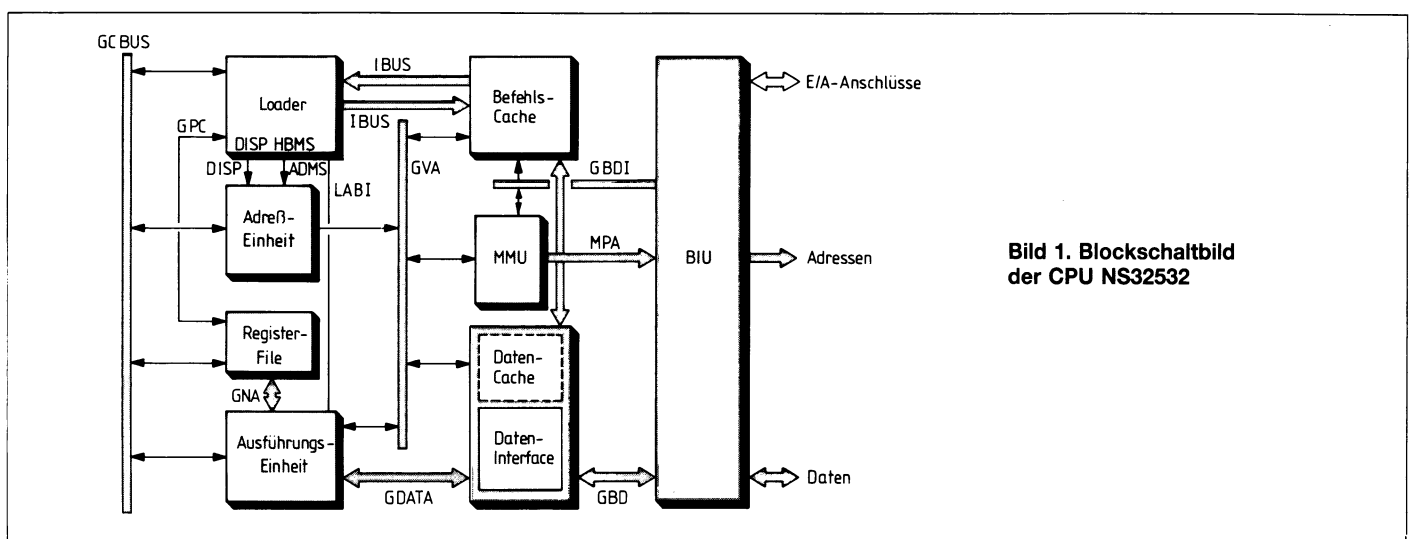 GCBUS
IBUS
Loader
Befehls-
Cache
E/A-Anschlüsse
GPC
IBUS
DISP HBMS
DISP
ADMS
LABI
GVA
GBDI
Adreß-
Einheit
MMU
MPA
BIU
Adressen
Bild 1. Blockschaltbild
der CPU NS32532
Register-
File
Daten-
Cache
GNA
Ausführungs-
Einheit
Daten-
Interface
GDATA
GBD
Daten